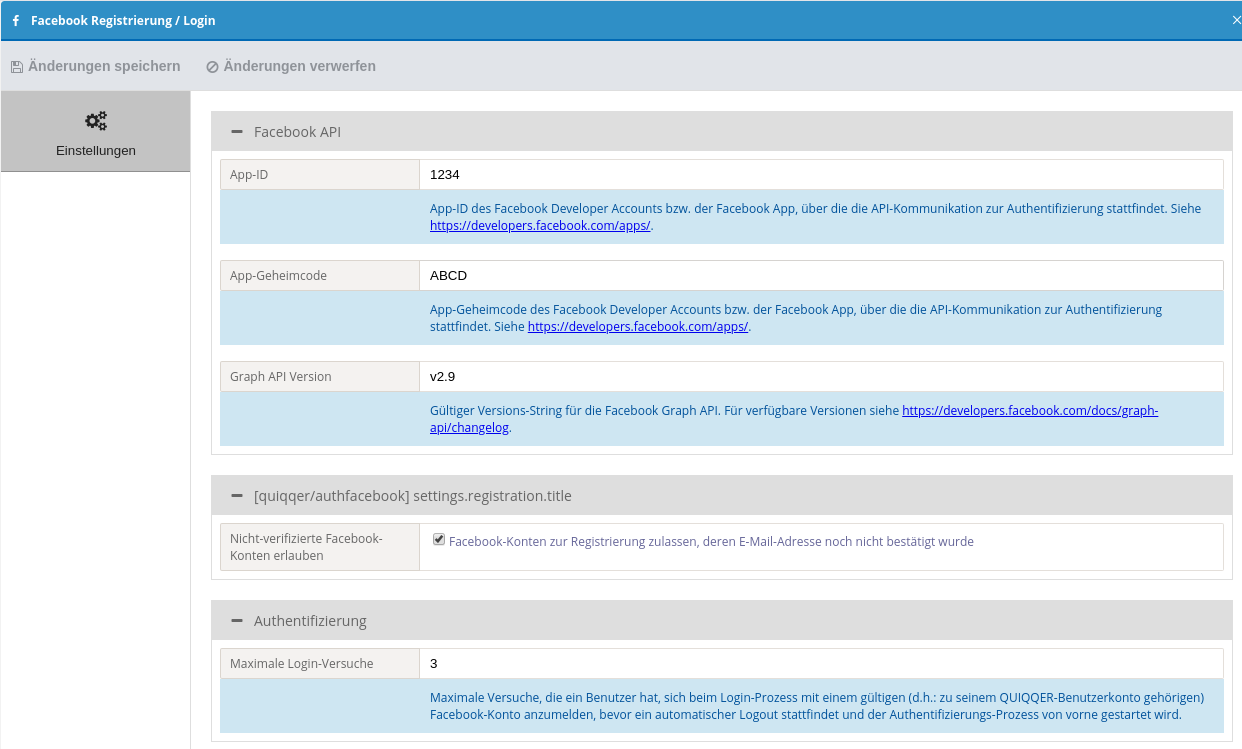 Facebook Registrierung / Login
Änderungen speichern Änderungen verwerfen
Einstellungen
Facebook API
App-ID 1234
App-ID des Facebook Developer Accounts bzw. der Facebook App, über die die API-Kommunikation zur Authentifizierung stattfindet. Siehe
https://developers.facebook.com/apps/.
App-Geheimcode ABCD
App-Geheimcode des Facebook Developer Accounts bzw. der Facebook App, über die die API-Kommunikation zur Authentifizierung
stattfindet. Siehe https://developers.facebook.com/apps/.
Graph API Version v2.9
Gültiger Versions-String für die Facebook Graph API. Für verfügbare Versionen siehe https://developers.facebook.com/docs/graph-
api/changelog.
[quiqqer/authfacebook] settings.registration.title
Nicht-verifizierte Facebook-
Konten erlauben
Facebook-Konten zur Registrierung zulassen, deren E-Mail-Adresse noch nicht bestätigt wurde
Authentifizierung
Maximale Login-Versuche 3
Maximale Versuche, die ein Benutzer hat, sich beim Login-Prozess mit einem gültigen (d.h.: zu seinem QUIQQER-Benutzerkonto gehörigen)
Facebook-Konto anzumelden, bevor ein automatischer Logout stattfindet und der Authentifizierungs-Prozess von vorne gestartet wird.